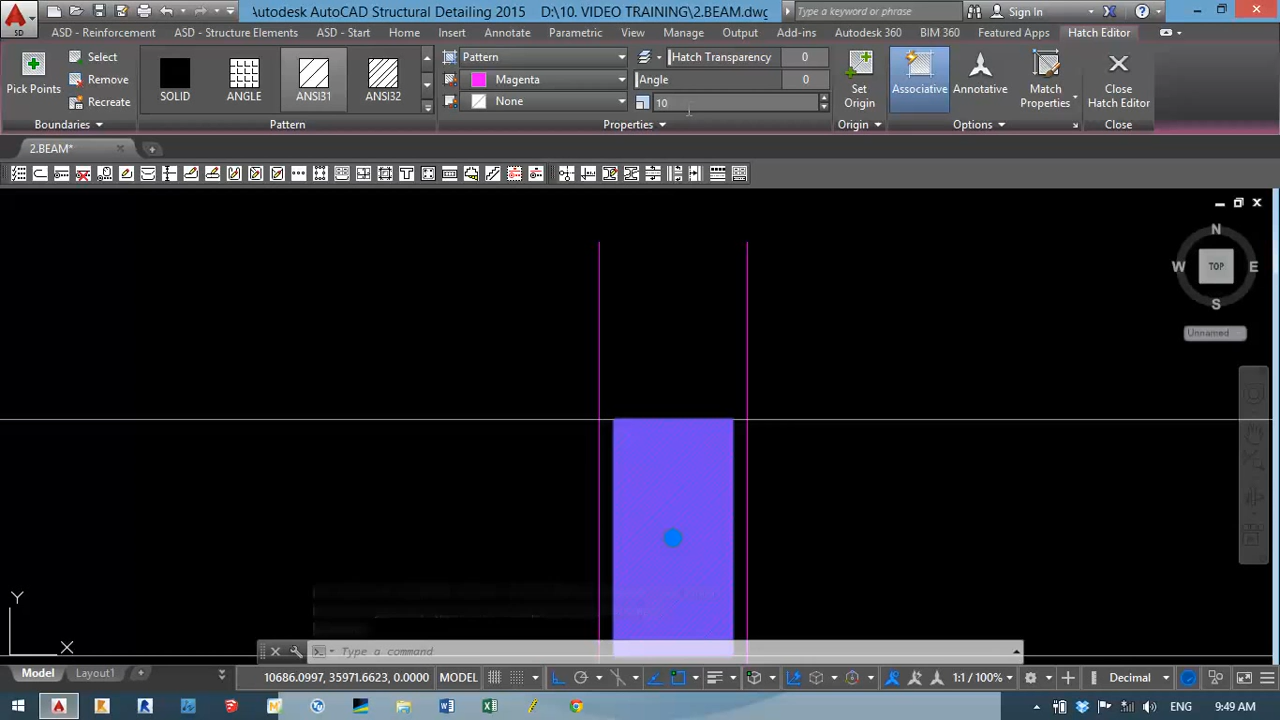 Autodesk AutoCAD Structural Detailing 2015 D:\10. VIDEO TRAINING\2.BEAM.dwg
Type a keyword or phrase
Sign In
SD
ASD - Reinforcement
ASD - Structure Elements
ASD - Start
Home
Insert
Annotate
Parametric
View
Manage
Output
Add-ins
Autodesk 360
BIM 360
Featured Apps
Hatch Editor
Pick Points
Select
Remove
Recreate
Boundaries
SOLID
ANGLE
ANSI31
ANSI32
Pattern
Pattern
Magenta
None
Hatch Transparency 0
Angle 0
10
Properties
Set Origin
Origin
Associative
Annotative
Match Properties
Options
Close Hatch Editor
Close
2.BEAM*
N
W TOP E
S
Unnamed
Y
X
Type a command
Model
Layout1
10686.0097, 35971.6623, 0.0000
MODEL
1:1 / 100%
Decimal
9:49 AM